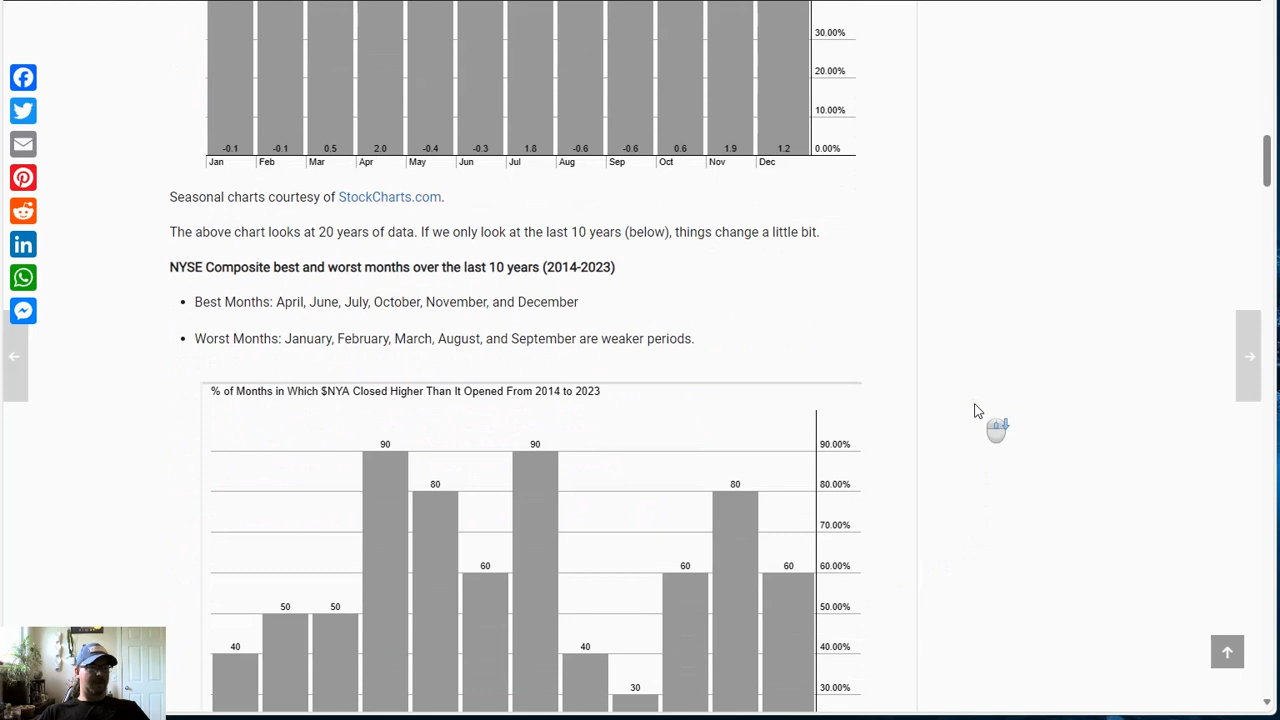 30.00%
20.00%
10.00%
-0.1 -0.1 0.5 2.0 -0.4 -0.3 1.8 -0.6 -0.6 0.6 1.9 1.2 0.00%
Jan Feb Mar Apr May Jun Jul Aug Sep Oct Nov Dec
Seasonal charts courtesy of StockCharts.com.
The above chart looks at 20 years of data. If we only look at the last 10 years (below), things change a little bit.
NYSE Composite best and worst months over the last 10 years (2014-2023)
• Best Months: April, June, July, October, November, and December
• Worst Months: January, February, March, August, and September are weaker periods.
% of Months in Which $NYA Closed Higher Than It Opened From 2014 to 2023
90 90 90.00%
80 80 80.00%
70.00%
60 60 60 60.00%
50 50 50.00%
40 40 40.00%
30 30.00%